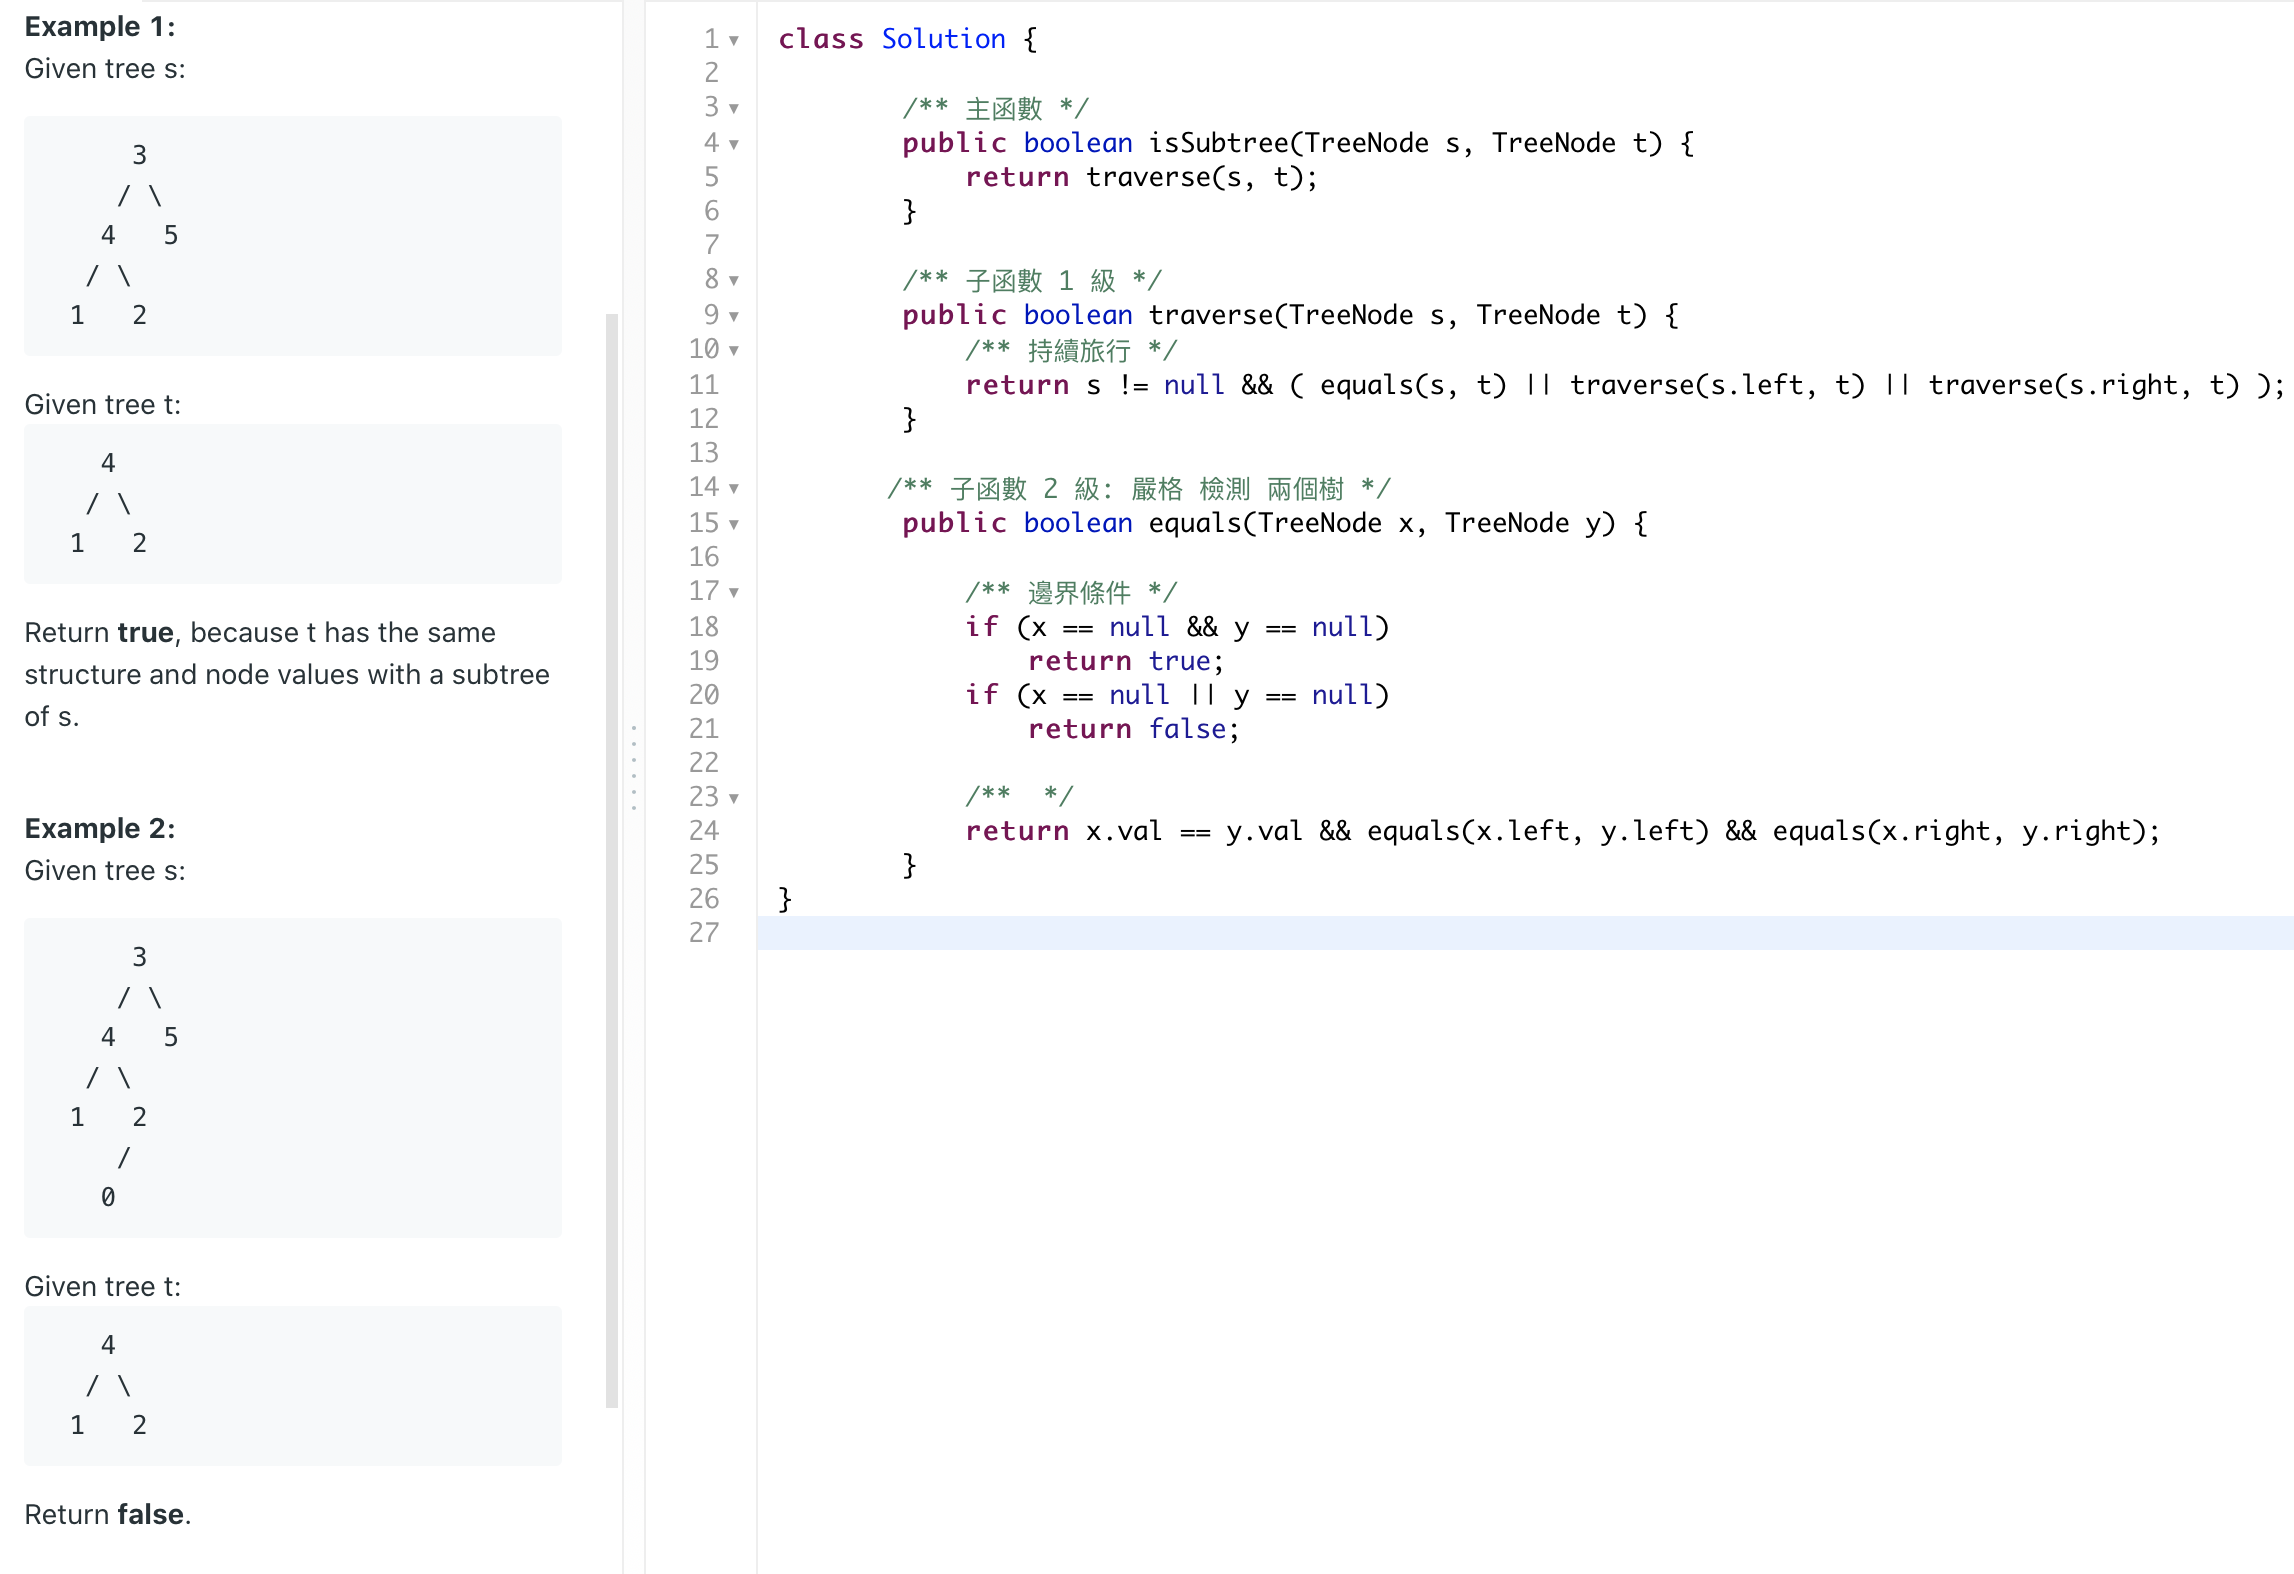 Example 1:
Given tree s:
3
/ \
4 5
/ \
1 2
Given tree t:
4
/ \
1 2
Return true, because t has the same
structure and node values with a subtree
of s.
Example 2:
Given tree s:
3
/ \
4 5
/ \
1 2
/
0
Given tree t:
4
/ \
1 2
Return false.
1 class Solution {
2
3 /** 主函數 */
4 public boolean isSubtree(TreeNode s, TreeNode t) {
5 return traverse(s, t);
6 }
7
8 /** 子函數 1 級 */
9 public boolean traverse(TreeNode s, TreeNode t) {
10 /** 持續旅行 */
11 return s != null && ( equals(s, t) || traverse(s.left, t) || traverse(s.right, t) );
12 }
13
14 /** 子函數 2 級: 嚴格 檢測 兩個樹 */
15 public boolean equals(TreeNode x, TreeNode y) {
16
17 /** 邊界條件 */
18 if (x == null && y == null)
19 return true;
20 if (x == null || y == null)
21 return false;
22
23 /**  */
24 return x.val == y.val && equals(x.left, y.left) && equals(x.right, y.right);
25 }
26 }
27